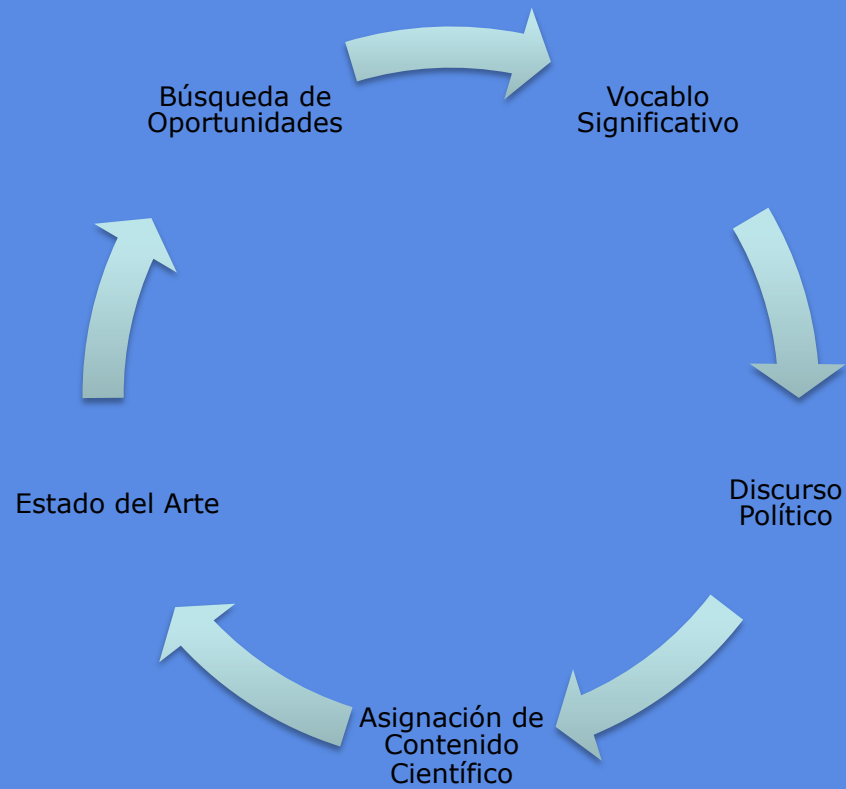 Búsqueda de
Oportunidades
Vocablo
Significativo
Discurso
Político
Asignación de
Contenido
Científico
Estado del Arte